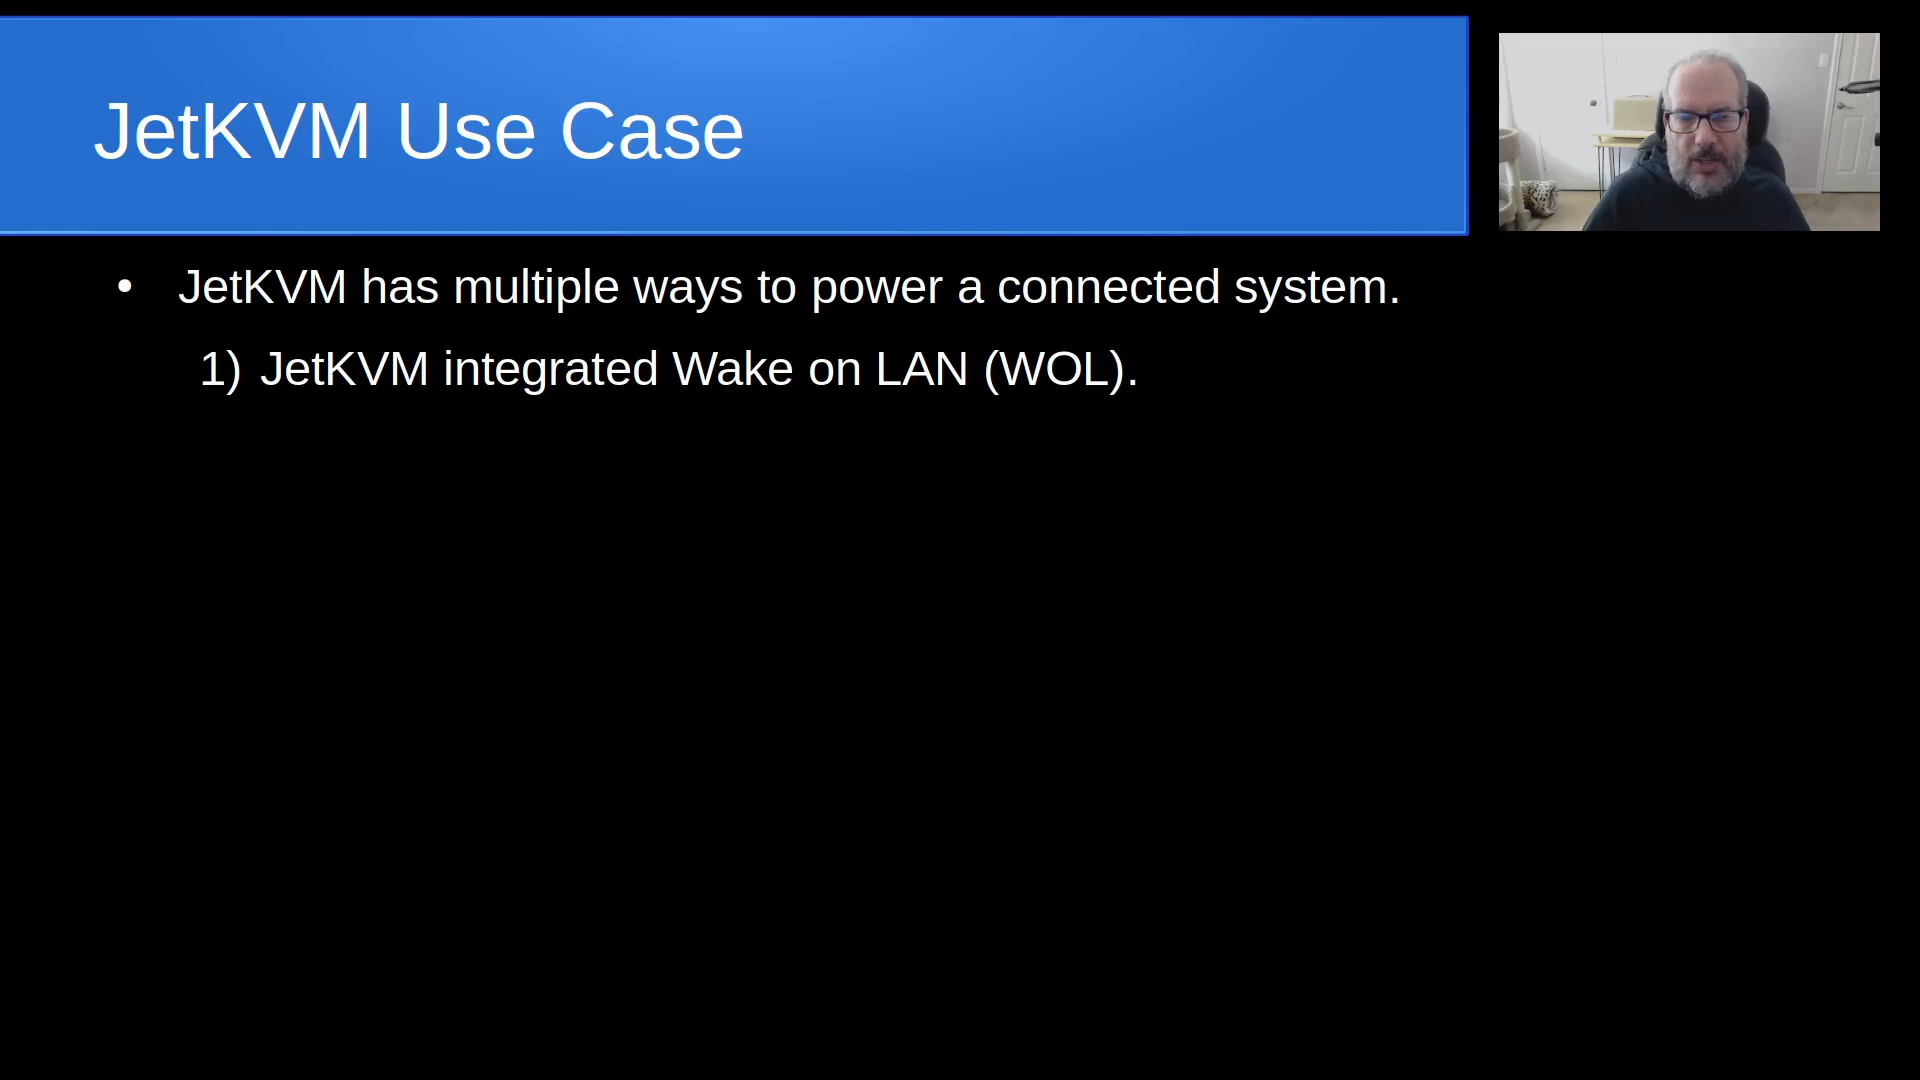 JetKVM Use Case
• JetKVM has multiple ways to power a connected system.
1) JetKVM integrated Wake on LAN (WOL).